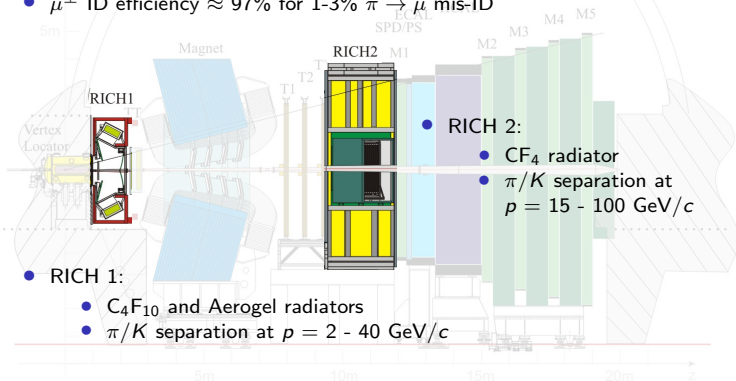 • μ± ID efficiency ≈ 97% for 1-3% π → μ mis-ID
ECAL
SPD/PS
5m
Magnet
RICH2
M1
M2
M3
M4
M5
T1
T2
RICH1
TT
Vertex
Locator
• RICH 2:
• CF₄ radiator
• π/K separation at
p = 15 - 100 GeV/c
• RICH 1:
• C₄F₁₀ and Aerogel radiators
• π/K separation at p = 2 - 40 GeV/c
5m
10m
15m
20m
z